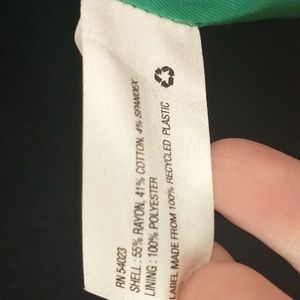 RN 54023
SHELL : 55% RAYON, 41% COTTON, 4% SPANDEX
LINING : 100% POLYESTER
LABEL MADE FROM 100% RECYCLED PLASTIC